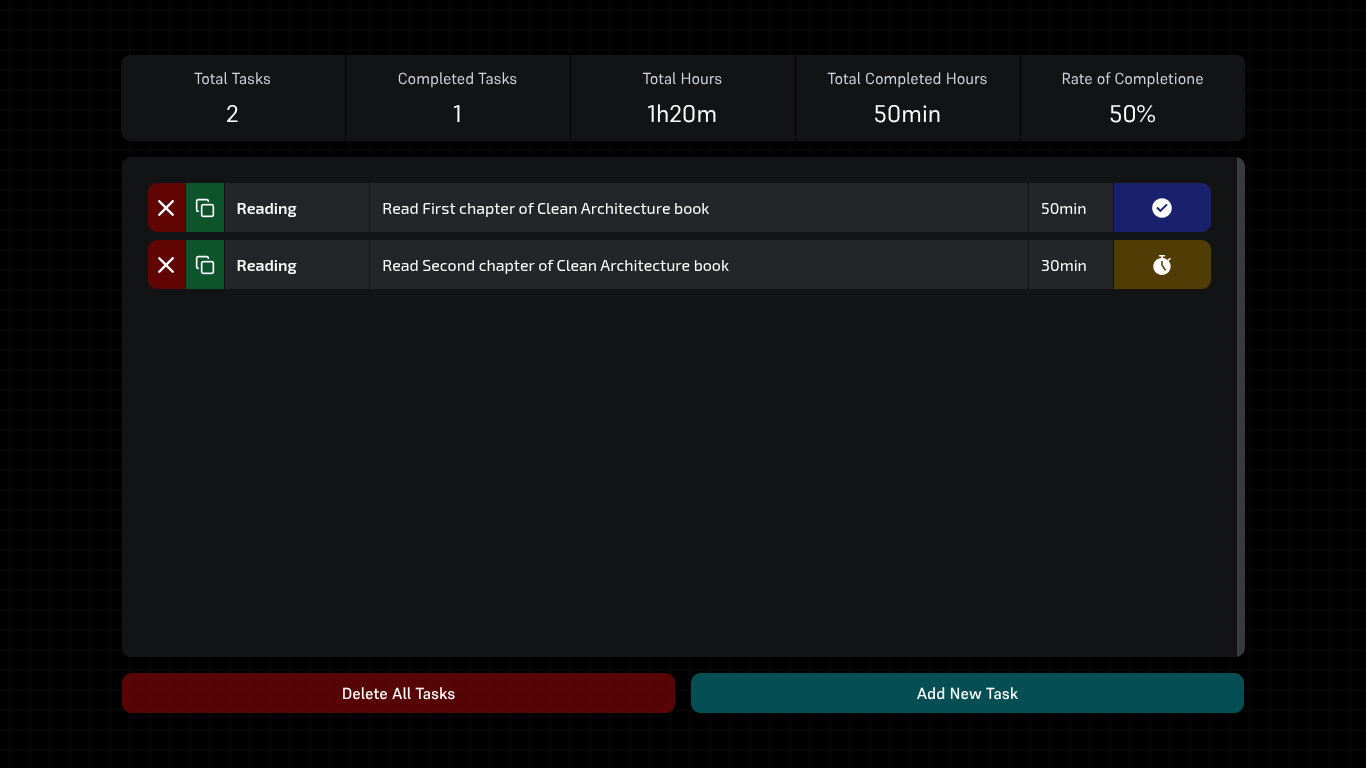 Total Tasks
2
Completed Tasks
1
Total Hours
1h20m
Total Completed Hours
50min
Rate of Completione
50%
Reading Read First chapter of Clean Architecture book 50min
Reading Read Second chapter of Clean Architecture book 30min
Delete All Tasks
Add New Task